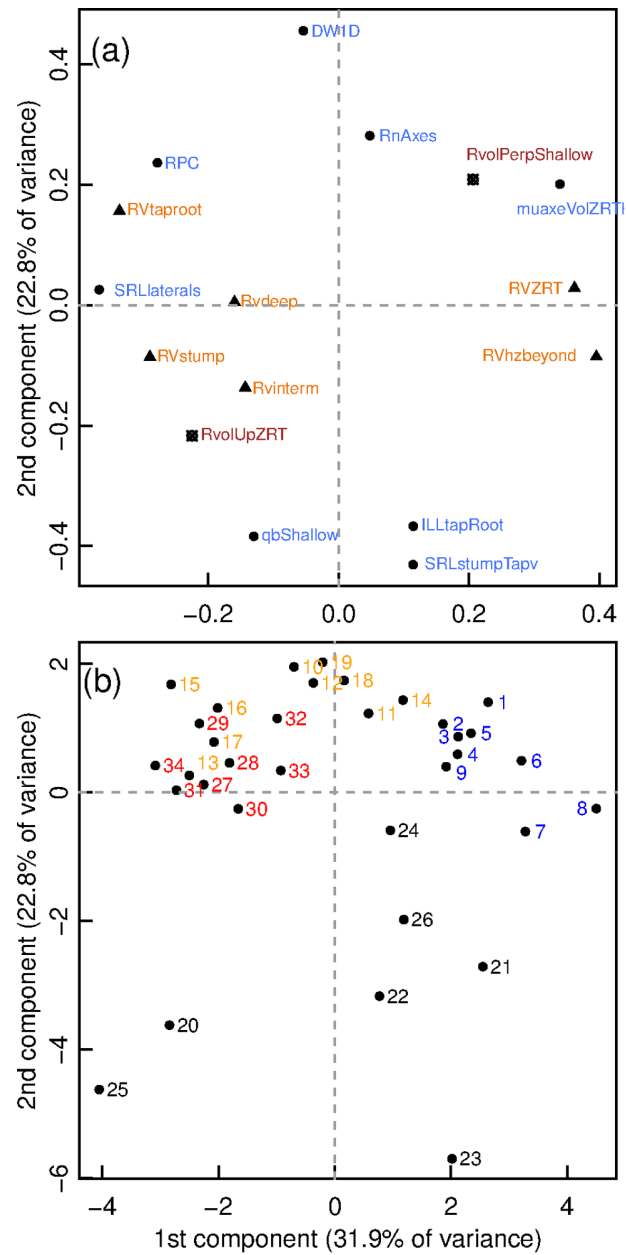 (a)
DW1D
RnAxes
RvolPerpShallow
RPC
muaxeVolZRTh
RVtaproot
SRLlaterals
RVZRT
Rvdeep
RVstump
RVhzbeyond
Rvinterm
RvolUpZRT
qbShallow
ILLtapRoot
SRLstumpTapv
2nd component (22.8% of variance)
0.4
0.2
0.0
−0.2
−0.4
−0.2 0.0 0.2 0.4
(b)
19
10
12
18
15
14
1
16
11
29
32
2
5
3
17
28
4
6
34
13
33
9
31
27
30
8
24
7
26
21
22
20
25
23
2nd component (22.8% of variance)
2
0
−2
−4
−6
−4 −2 0 2 4
1st component (31.9% of variance)